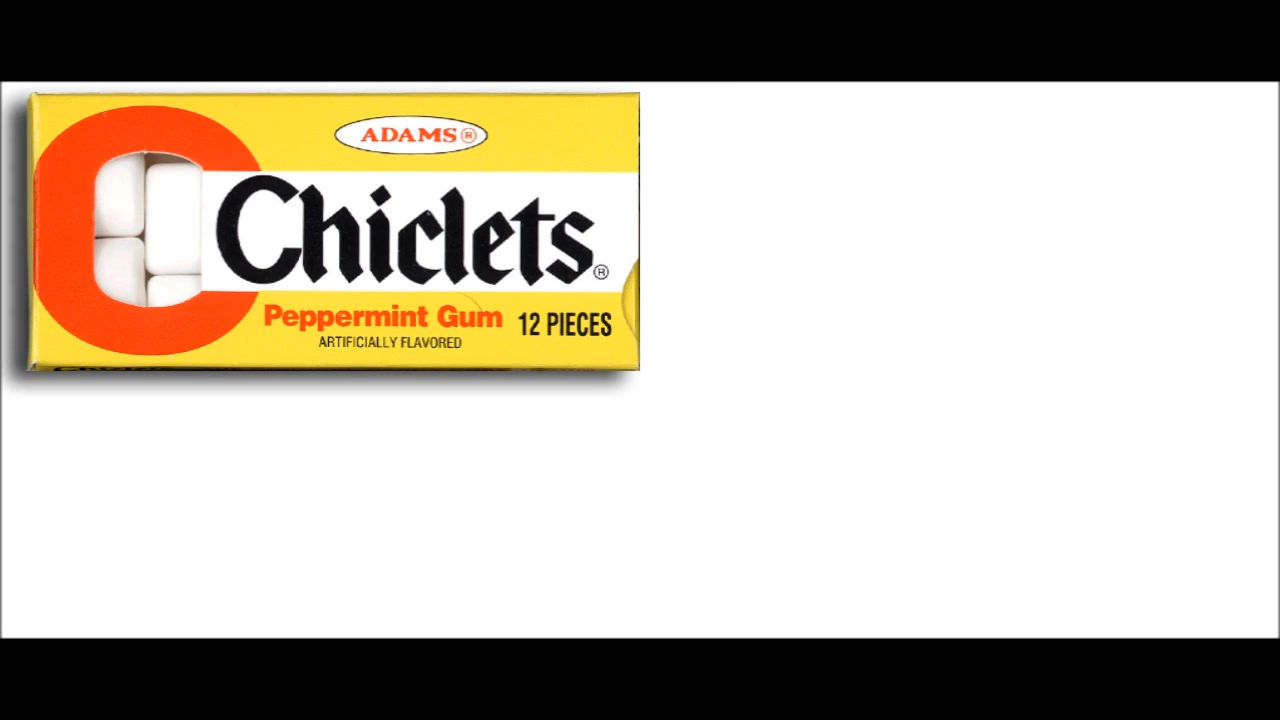 ADAMS®
Chiclets®
Peppermint Gum
12 PIECES
ARTIFICIALLY FLAVORED